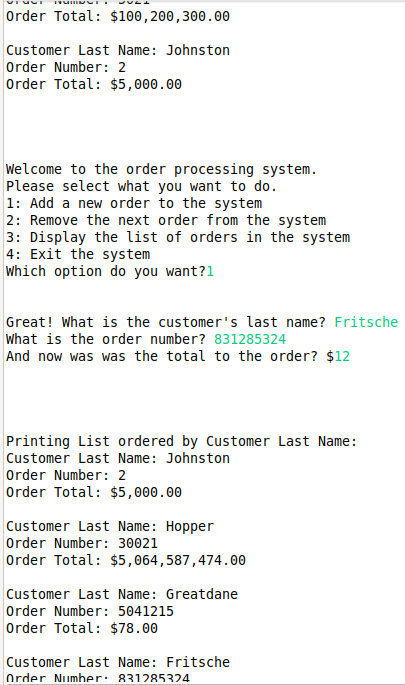 Order Number: 5021
Order Total: $100,200,300.00
Customer Last Name: Johnston
Order Number: 2
Order Total: $5,000.00
Welcome to the order processing system.
Please select what you want to do.
1: Add a new order to the system
2: Remove the next order from the system
3: Display the list of orders in the system
4: Exit the system
Which option do you want?1
Great! What is the customer's last name? Fritsche
What is the order number? 831285324
And now was was the total to the order? $12
Printing List ordered by Customer Last Name:
Customer Last Name: Johnston
Order Number: 2
Order Total: $5,000.00
Customer Last Name: Hopper
Order Number: 30021
Order Total: $5,064,587,474.00
Customer Last Name: Greatdane
Order Number: 5041215
Order Total: $78.00
Customer Last Name: Fritsche
Order Number: 831285324